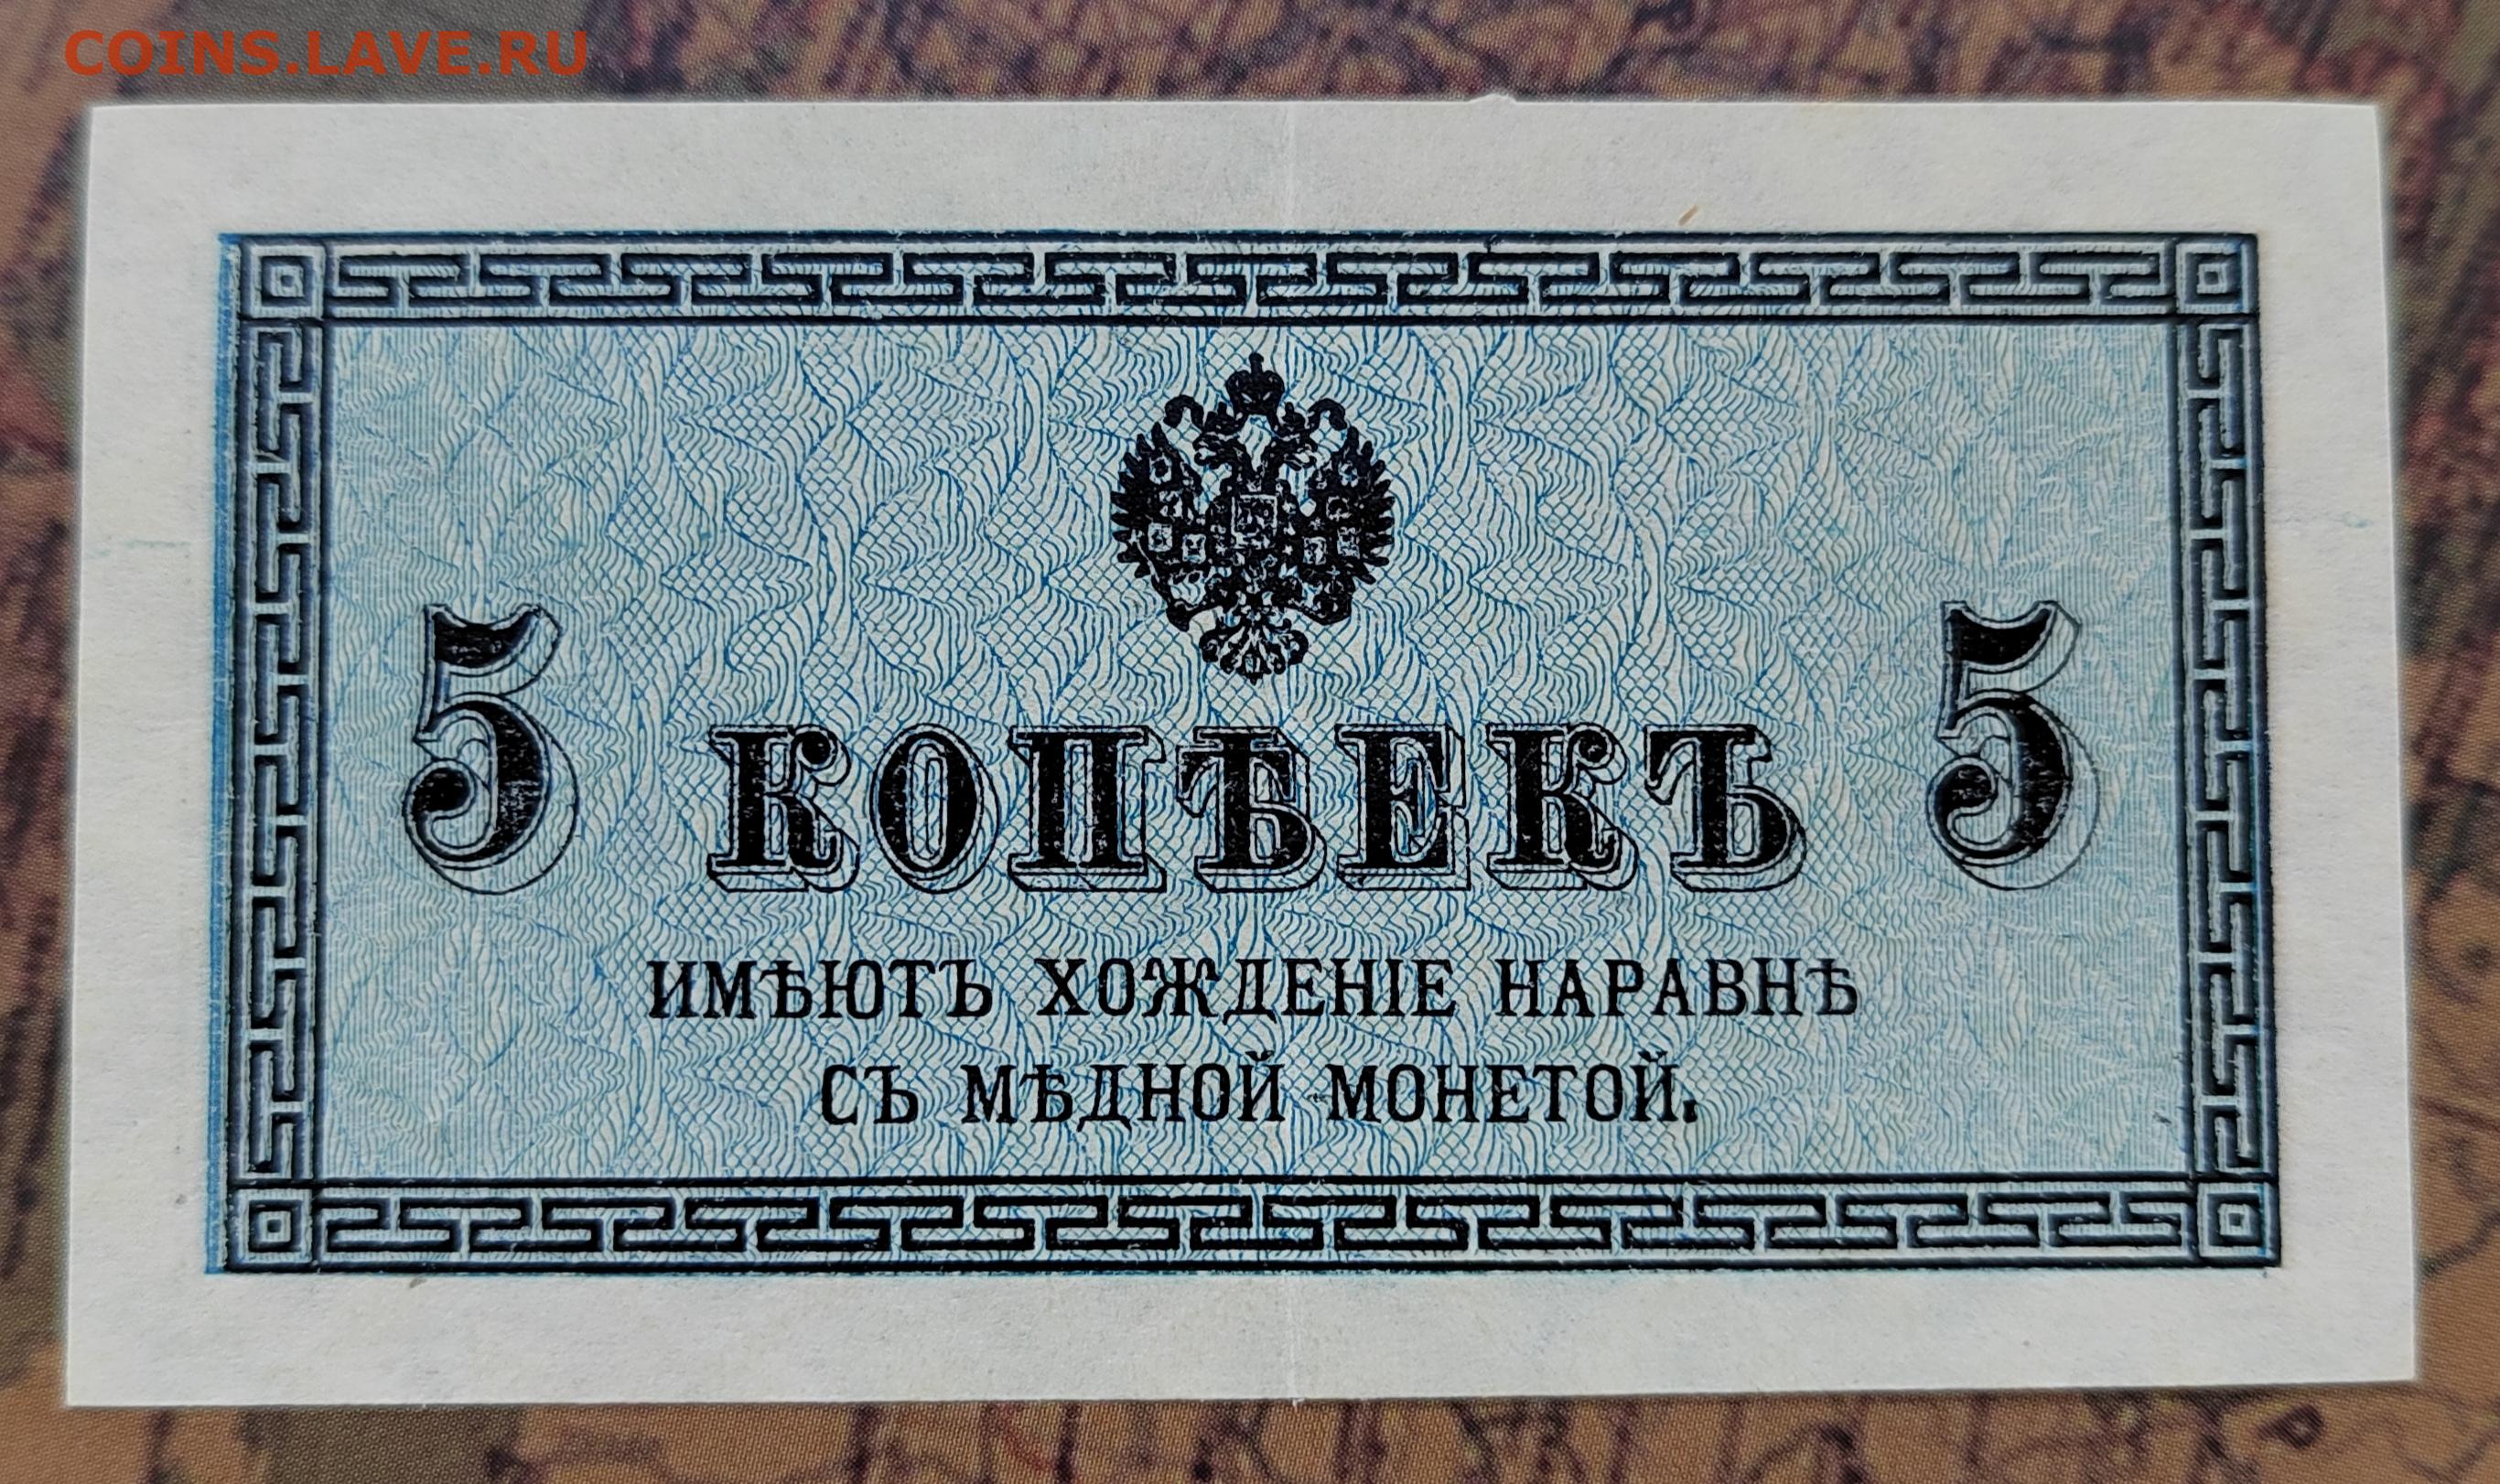 COINS.LAVE.RU
5 КОПѢЕКЪ 5
ИМѢЮТЪ ХОЖДЕНІЕ НАРАВНѢ
СЪ МѢДНОЙ МОНЕТОЙ.